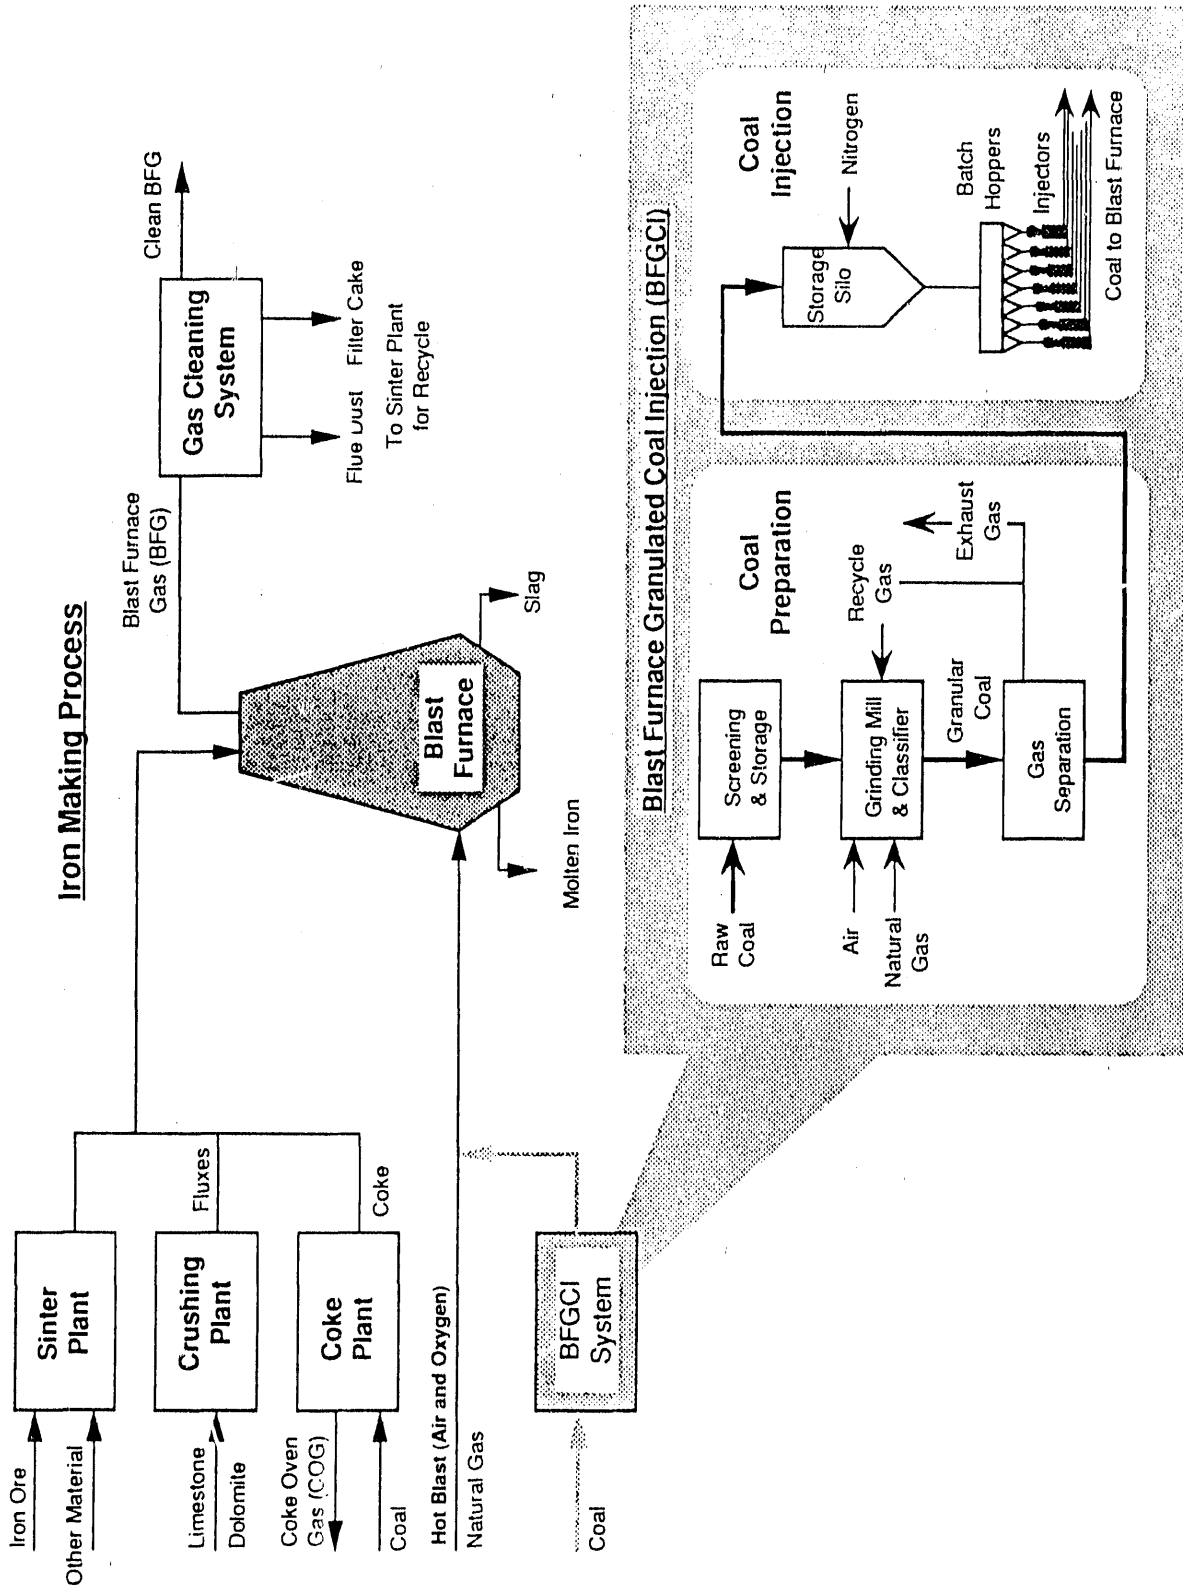 Iron Making Process
Iron Ore
Other Material
Sinter
Plant
Limestone
Dolomite
Crushing
Plant
Fluxes
Coke Oven
Gas (COG)
Coal
Coke
Plant
Coke
Hot Blast (Air and Oxygen)
Natural Gas
Coal
BFGCI
System
Blast
Furnace
Molten Iron
Slag
Blast Furnace
Gas (BFG)
Gas Cleaning
System
Clean BFG
Flue Dust
Filter Cake
To Sinter Plant
for Recycle
Blast Furnace Granulated Coal Injection (BFGCI)
Coal
Preparation
Raw
Coal
Screening
& Storage
Air
Natural
Gas
Grinding Mill
& Classifier
Recycle
Gas
Granular
Coal
Gas
Separation
Exhaust
Gas
Coal
Injection
Storage
Silo
Nitrogen
Batch
Hoppers
Injectors
Coal to Blast Furnace